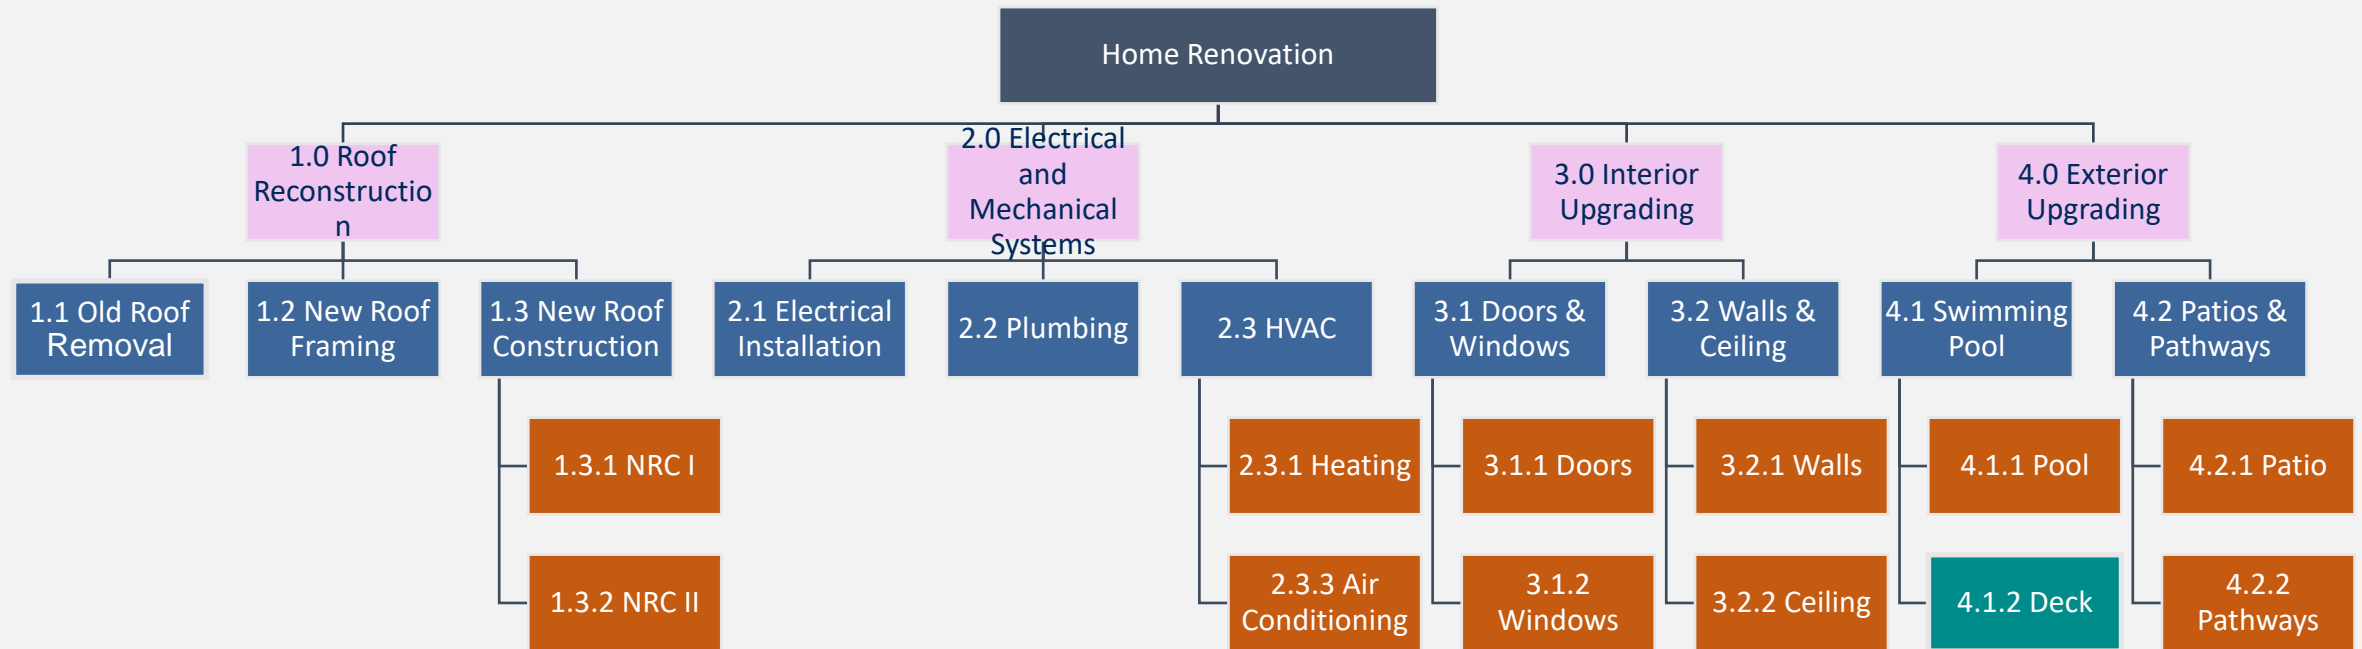 Home Renovation
1.0 Roof
Reconstructio
n
2.0 Electrical
and
Mechanical
Systems
3.0 Interior
Upgrading
4.0 Exterior
Upgrading
1.1 Old Roof
Removal
1.2 New Roof
Framing
1.3 New Roof
Construction
2.1 Electrical
Installation
2.2 Plumbing
2.3 HVAC
3.1 Doors &
Windows
3.2 Walls &
Ceiling
4.1 Swimming
Pool
4.2 Patios &
Pathways
1.3.1 NRC I
2.3.1 Heating
3.1.1 Doors
3.2.1 Walls
4.1.1 Pool
4.2.1 Patio
1.3.2 NRC II
2.3.3 Air
Conditioning
3.1.2
Windows
3.2.2 Ceiling
4.1.2 Deck
4.2.2
Pathways